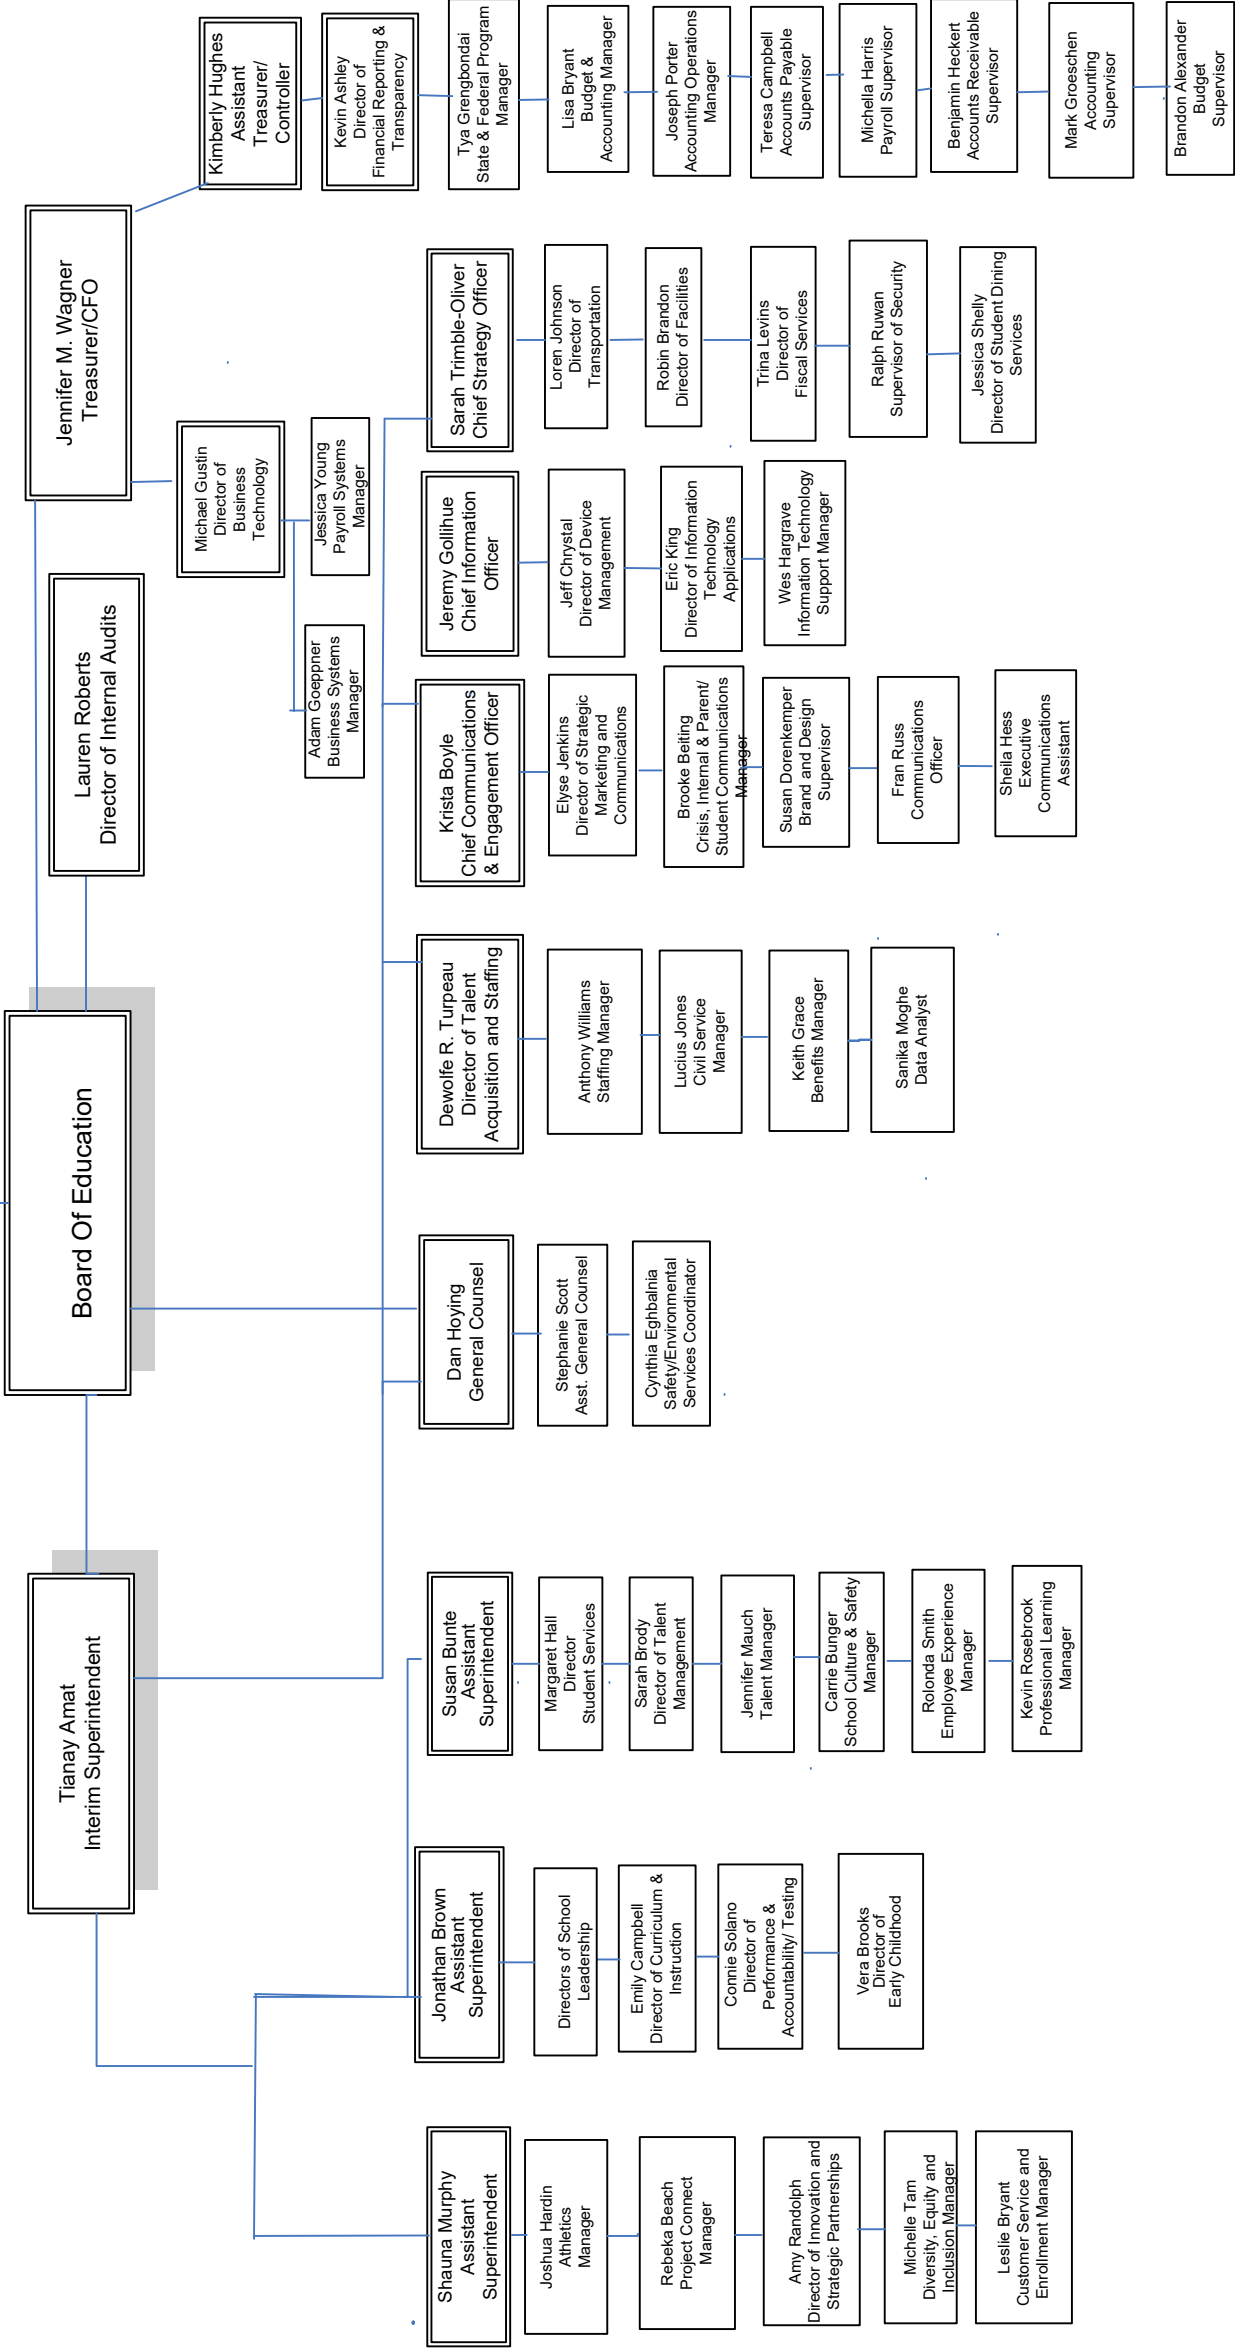 Board Of Education
Tianay Amat
Interim Superintendent
Lauren Roberts
Director of Internal Audits
Jennifer M. Wagner
Treasurer/CFO
Michael Gustin
Director of
Business
Technology
Adam Goeppner
Business Systems
Manager
Jessica Young
Payroll Systems
Manager
Shauna Murphy
Assistant
Superintendent
Joshua Hardin
Athletics
Manager
Rebeka Beach
Project Connect
Manager
Amy Randolph
Director of Innovation and
Strategic Partnerships
Michelle Tam
Diversity, Equity and
Inclusion Manager
Leslie Bryant
Customer Service and
Enrollment Manager
Jonathan Brown
Assistant
Superintendent
Directors of School
Leadership
Emily Campbell
Director of Curriculum &
Instruction
Connie Solano
Director of
Performance &
Accountability/ Testing
Vera Brooks
Director of
Early Childhood
Susan Bunte
Assistant
Superintendent
Margaret Hall
Director
Student Services
Sarah Brody
Director of Talent
Management
Jennifer Mauch
Talent Manager
Carrie Bunger
School Culture & Safety
Manager
Rolonda Smith
Employee Experience
Manager
Kevin Rosebrook
Professional Learning
Manager
Dan Hoying
General Counsel
Stephanie Scott
Asst. General Counsel
Cynthia Eghbalnia
Safety/Environmental
Services Coordinator
Dewolfe R. Turpeau
Director of Talent
Acquisition and Staffing
Anthony Williams
Staffing Manager
Lucius Jones
Civil Service
Manager
Keith Grace
Benefits Manager
Sanika Moghe
Data Analyst
Krista Boyle
Chief Communications
& Engagement Officer
Elyse Jenkins
Director of Strategic
Marketing and
Communications
Brooke Beiting
Crisis, Internal & Parent/
Student Communications
Manager
Susan Dorenkemper
Brand and Design
Supervisor
Fran Russ
Communications
Officer
Sheila Hess
Executive
Communications
Assistant
Jeremy Gollihue
Chief Information
Officer
Jeff Chrystal
Director of Device
Management
Eric King
Director of Information
Technology
Applications
Wes Hargrave
Information Technology
Support Manager
Sarah Trimble-Oliver
Chief Strategy Officer
Loren Johnson
Director of
Transportation
Robin Brandon
Director of Facilities
Trina Levins
Director of
Fiscal Services
Ralph Ruwan
Supervisor of Security
Jessica Shelly
Director of Student Dining
Services
Kimberly Hughes
Assistant
Treasurer/
Controller
Kevin Ashley
Director of
Financial Reporting &
Transparency
Tya Grengbondai
State & Federal Program
Manager
Lisa Bryant
Budget &
Accounting Manager
Joseph Porter
Accounting Operations
Manager
Teresa Campbell
Accounts Payable
Supervisor
Michella Harris
Payroll Supervisor
Benjamin Heckert
Accounts Receivable
Supervisor
Mark Groeschen
Accounting
Supervisor
Brandon Alexander
Budget
Supervisor